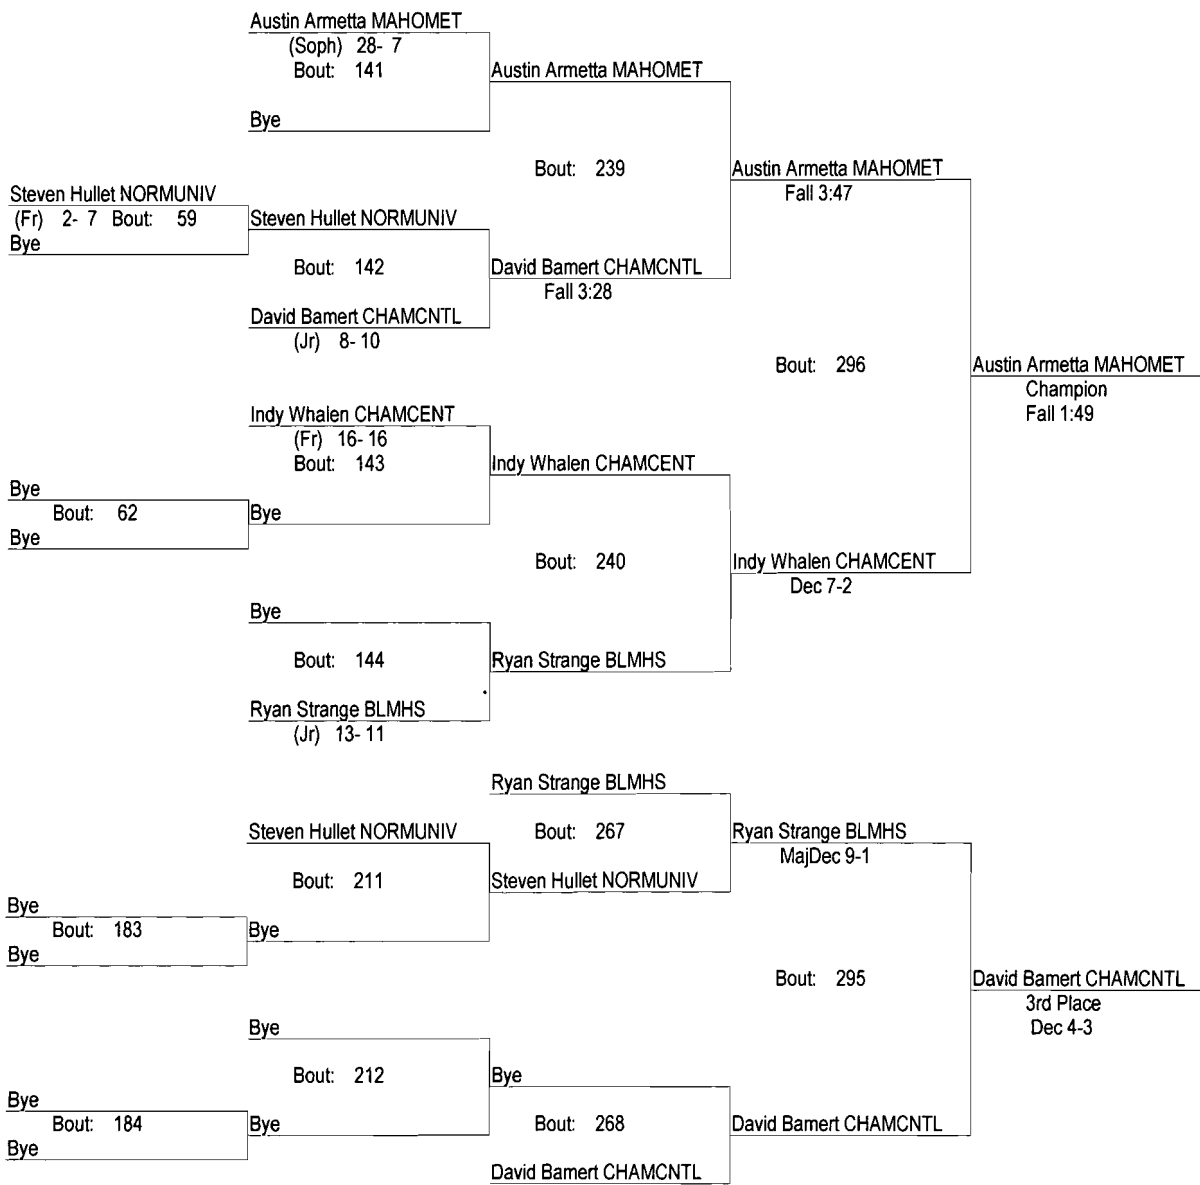 Austin Armetta MAHOMET
(Soph) 28- 7
Bout: 141
Austin Armetta MAHOMET
Bye
Bout: 239
Austin Armetta MAHOMET
Fall 3:47
Steven Hullet NORMUNIV
(Fr) 2- 7 Bout: 59
Bye
Steven Hullet NORMUNIV
Bout: 142
David Bamert CHAMCNTL
Fall 3:28
David Bamert CHAMCNTL
(Jr) 8- 10
Bout: 296
Austin Armetta MAHOMET
Champion
Fall 1:49
Indy Whalen CHAMCENT
(Fr) 16- 16
Bout: 143
Indy Whalen CHAMCENT
Bye
Bout: 62
Bye
Bye
Bout: 240
Indy Whalen CHAMCENT
Dec 7-2
Bye
Bout: 144
Ryan Strange BLMHS
Ryan Strange BLMHS
(Jr) 13- 11
Ryan Strange BLMHS
Bout: 267
Ryan Strange BLMHS
MajDec 9-1
Steven Hullet NORMUNIV
Bout: 211
Steven Hullet NORMUNIV
Bye
Bout: 183
Bye
Bye
Bout: 295
David Bamert CHAMCNTL
3rd Place
Dec 4-3
Bye
Bout: 212
Bye
Bye
Bout: 184
Bye
Bye
Bout: 268
David Bamert CHAMCNTL
David Bamert CHAMCNTL